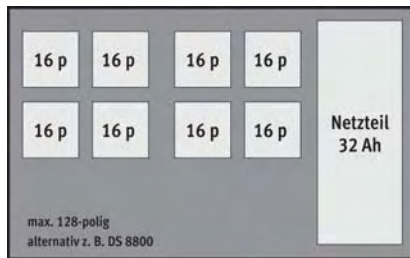 16 p 16 p 16 p 16 p
16 p 16 p 16 p 16 p
Netzteil
32 Ah
max. 128-polig
alternativ z. B. DS 8800